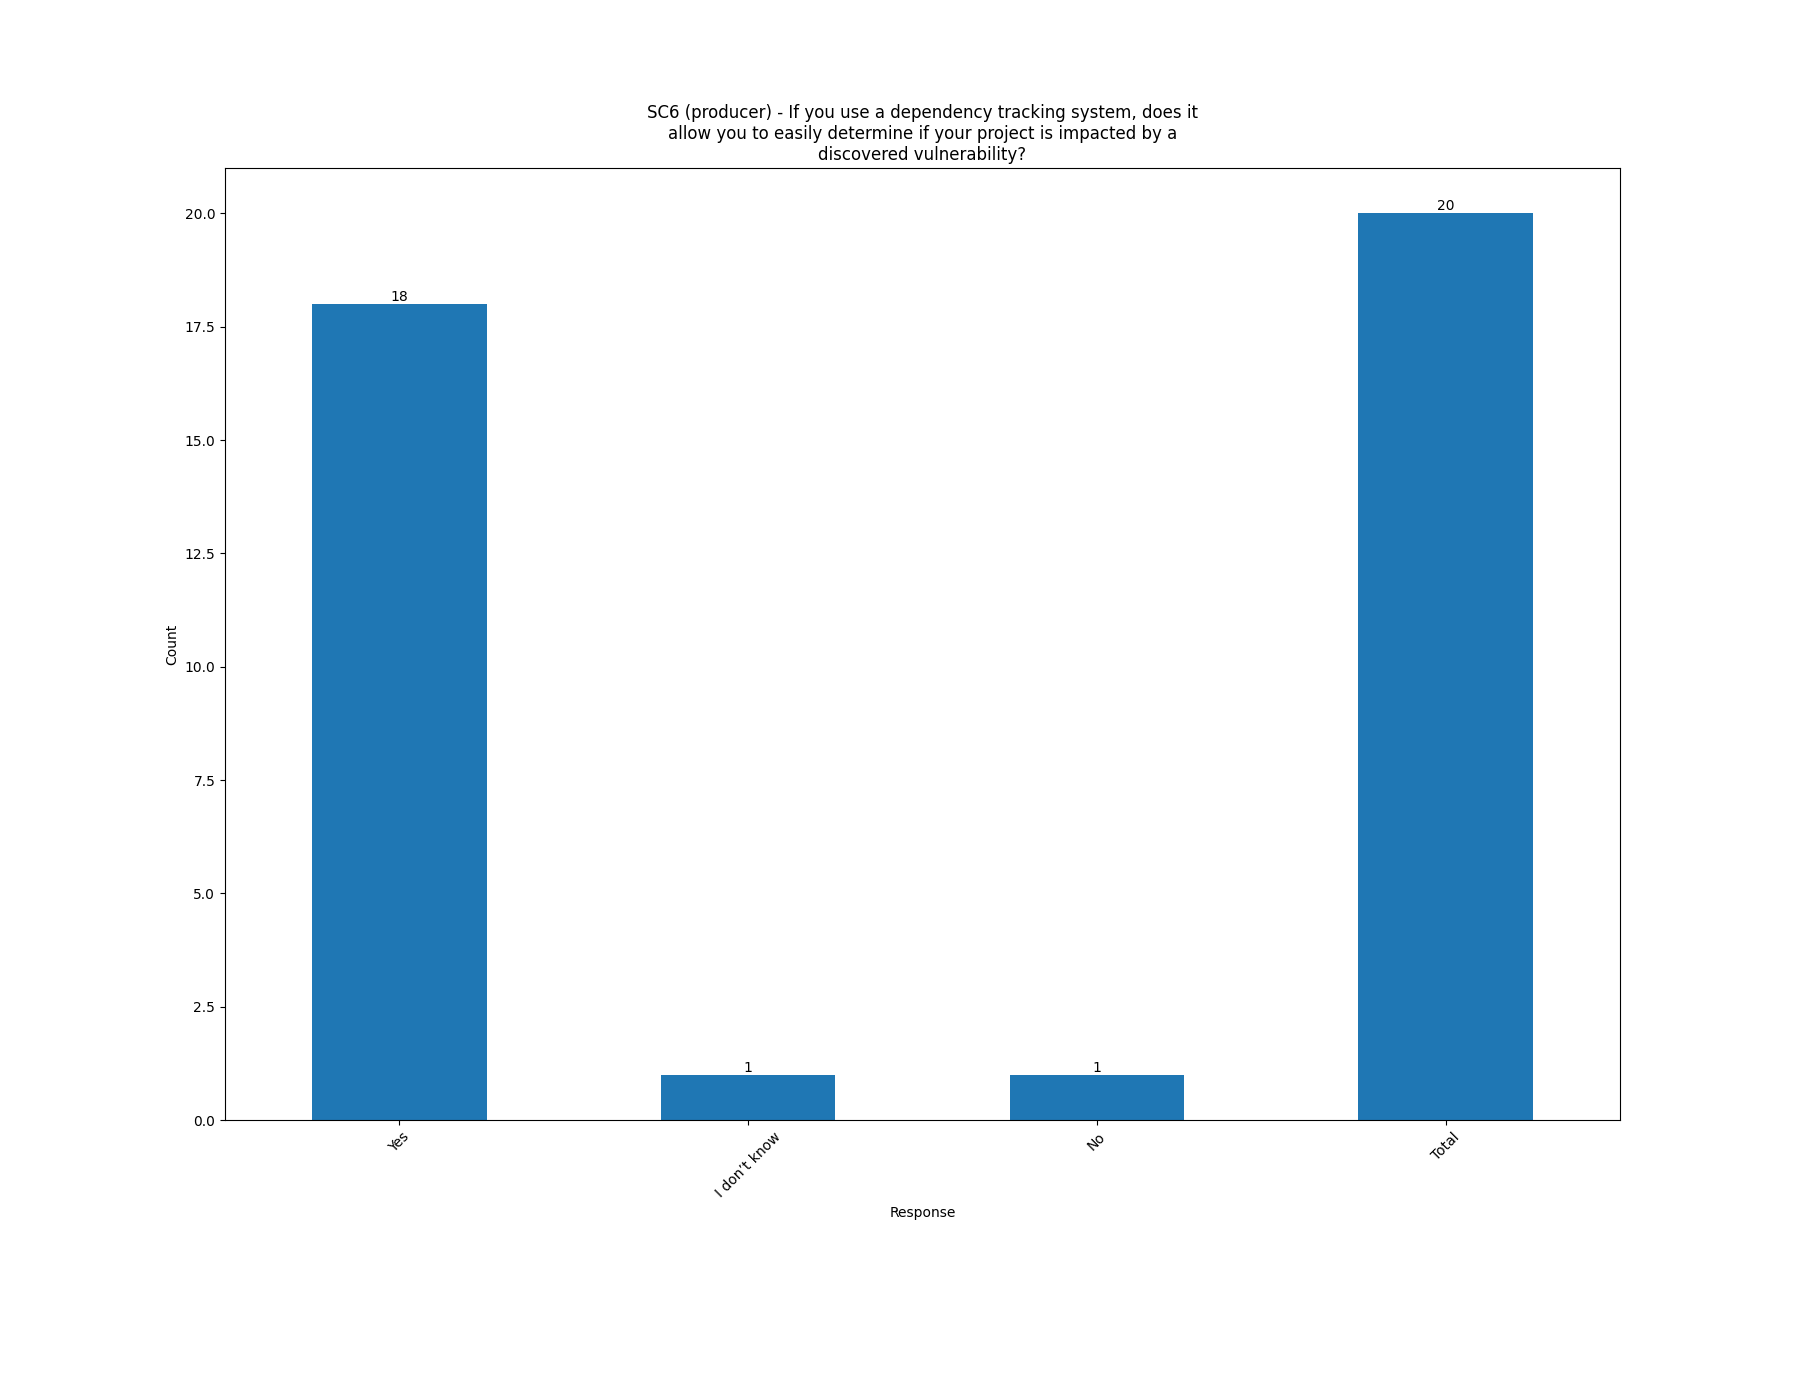 SC6 (producer) - If you use a dependency tracking system, does it
allow you to easily determine if your project is impacted by a
discovered vulnerability?
20
20.0
18
17.5
15.0
12.5
10.0
Count
7.5
5.0
2.5
1
1
0.0
Yes
I don’t know
No
Total
Response